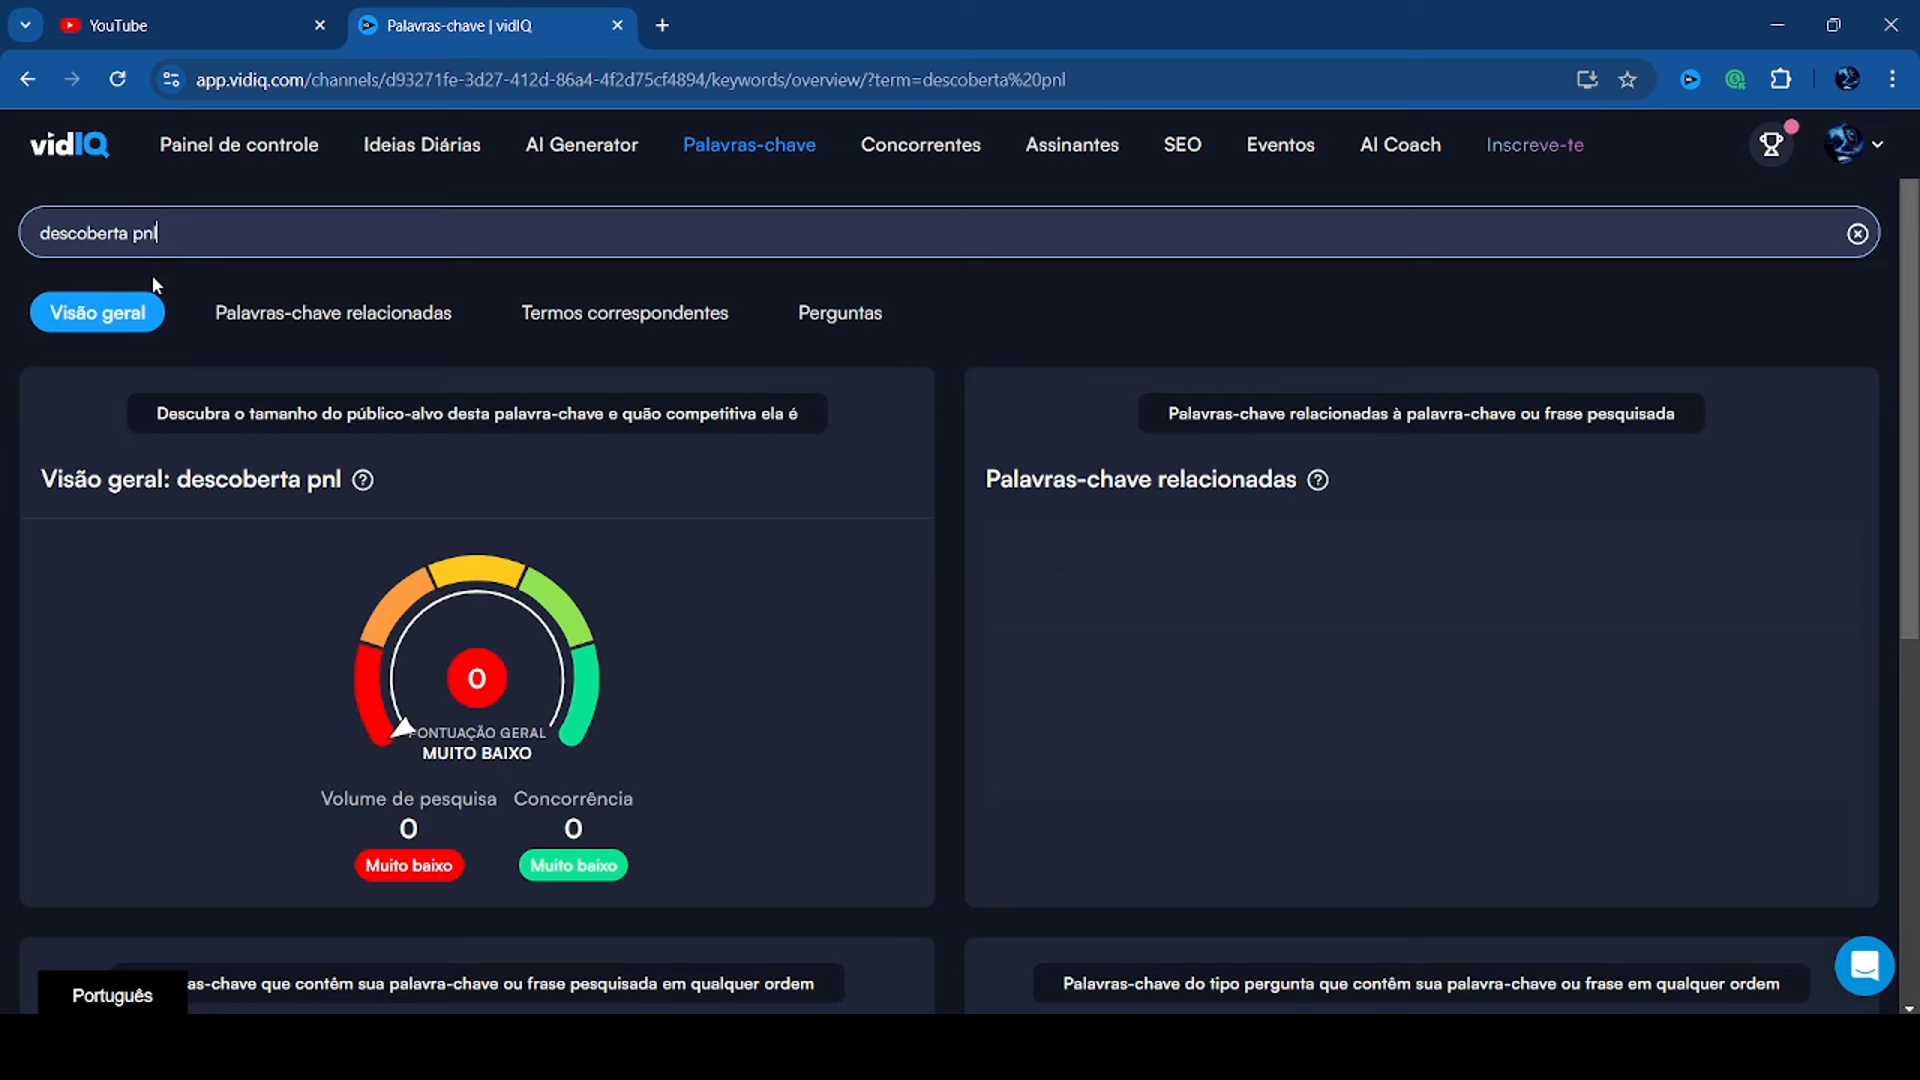 YouTube
Palavras-chave | vidIQ
app.vidiq.com/channels/d93271fe-3d27-412d-86a4-4f2d75cf4894/keywords/overview/?term=descoberta%20pnl
vidIQ
Painel de controle
Ideias Diárias
AI Generator
Palavras-chave
Concorrentes
Assinantes
SEO
Eventos
AI Coach
Inscreve-te
descoberta pnl
Visão geral
Palavras-chave relacionadas
Termos correspondentes
Perguntas
Descubra o tamanho do público-alvo desta palavra-chave e quão competitiva ela é
Visão geral: descoberta pnl
0
PONTUAÇÃO GERAL
MUITO BAIXO
Volume de pesquisa
Concorrência
0
0
Muito baixo
Muito baixo
Palavras-chave relacionadas à palavra-chave ou frase pesquisada
Palavras-chave relacionadas
as-chave que contêm sua palavra-chave ou frase pesquisada em qualquer ordem
Palavras-chave do tipo pergunta que contêm sua palavra-chave ou frase em qualquer ordem
Português